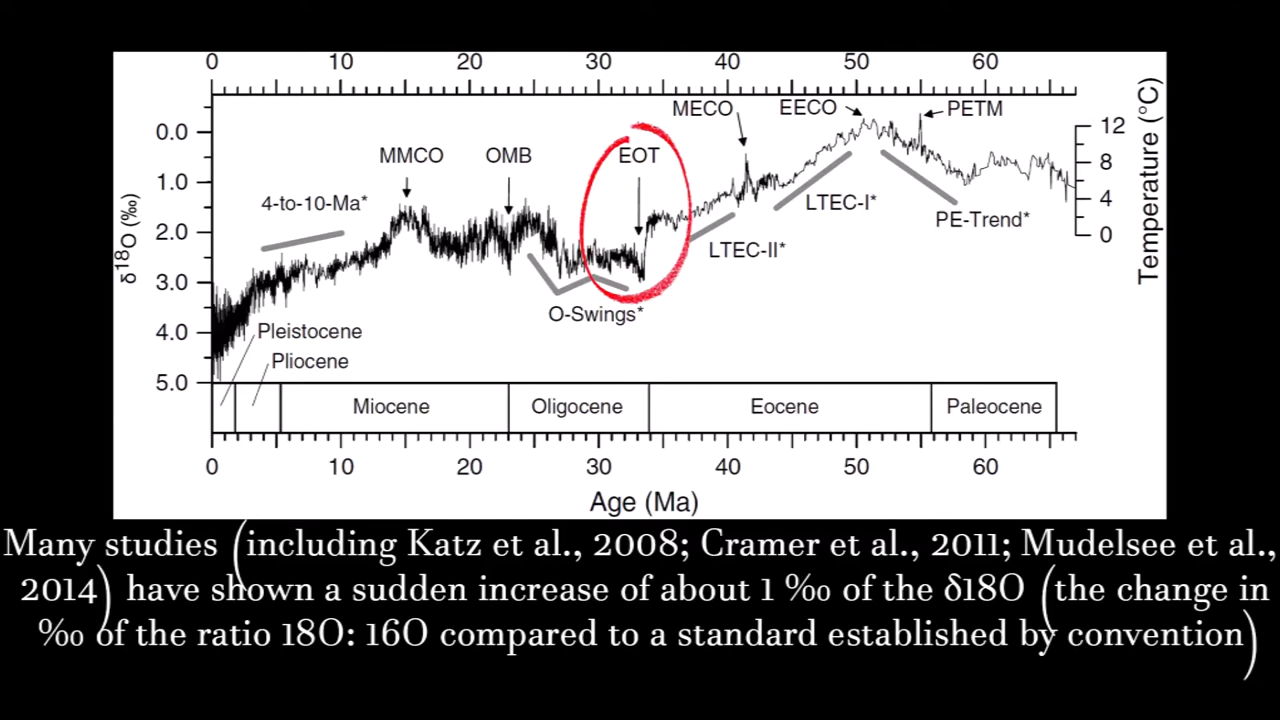 0 10 20 30 40 50 60
MECO EECO PETM
0.0 12
MMCO OMB EOT
1.0 8
4-to-10-Ma* LTEC-I* 4
2.0 PE-Trend* 0
LTEC-II*
3.0
O-Swings*
4.0 Pleistocene
Pliocene
5.0
δ18O (‰)
Temperature (°C)
Miocene Oligocene Eocene Paleocene
0 10 20 30 40 50 60
Age (Ma)
Many studies (including Katz et al., 2008; Cramer et al., 2011; Mudelsee et al.,
2014) have shown a sudden increase of about 1 ‰ of the δ18O (the change in
‰ of the ratio 18O: 16O compared to a standard established by convention)